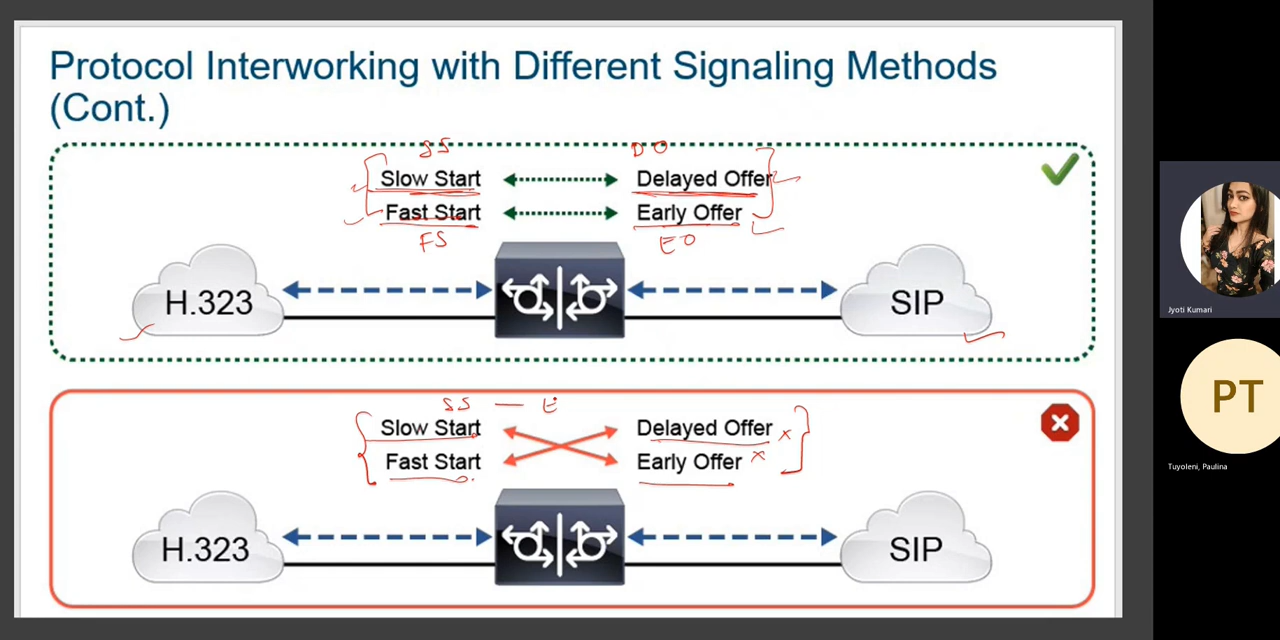 Protocol Interworking with Different Signaling Methods
(Cont.)
SS DO
Slow Start Delayed Offer
Fast Start Early Offer
FS EO
H.323 SIP
SS — E
Slow Start Delayed Offer
Fast Start Early Offer
H.323 SIP
Jyoti Kumari
PT
Tuyoleni, Paulina